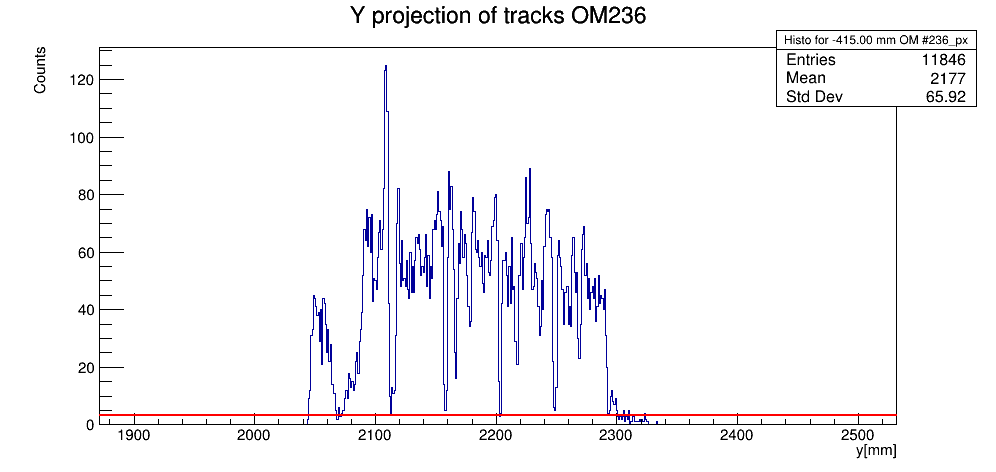 Y projection of tracks OM236
Histo for -415.00 mm OM #236_px
Entries 11846
Mean 2177
Std Dev 65.92
Counts
120
100
80
60
40
20
0
1900 2000 2100 2200 2300 2400 2500
y[mm]